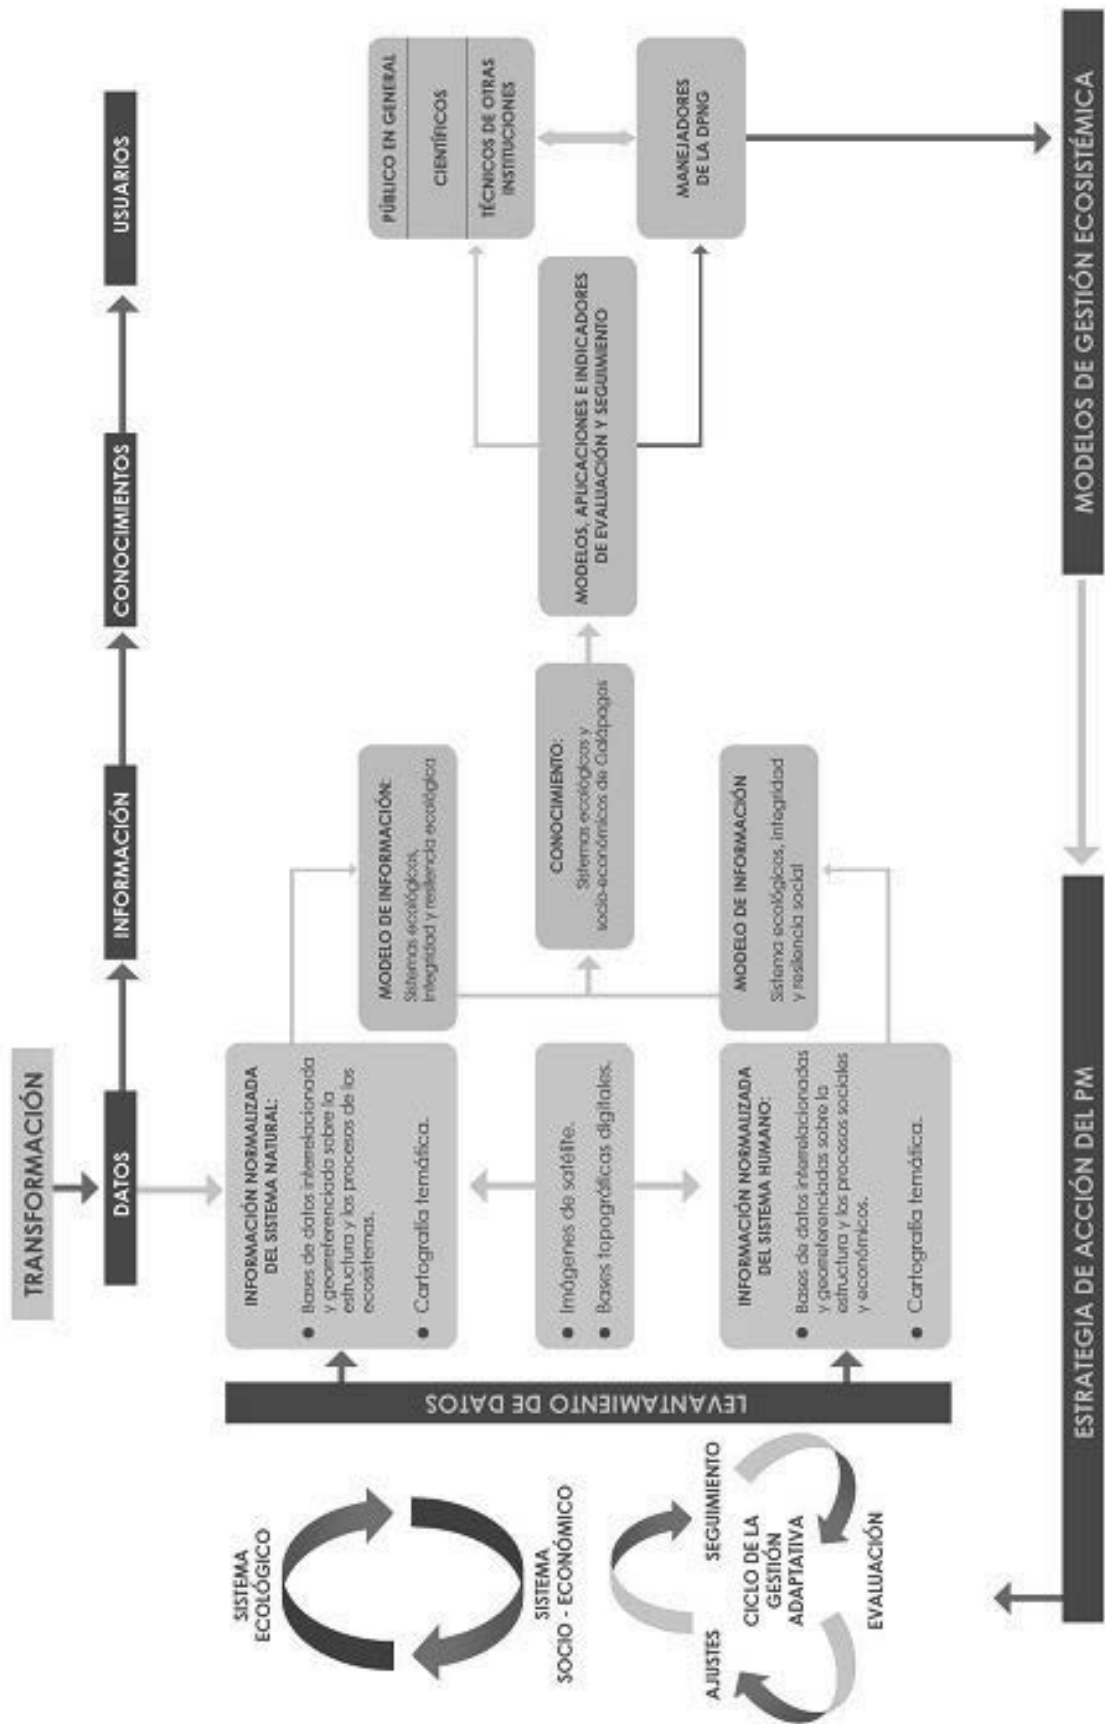 TRANSFORMACIÓN
DATOS
INFORMACIÓN
CONOCIMIENTOS
USUARIOS
SISTEMA
ECOLÓGICO
SISTEMA
SOCIO - ECONÓMICO
AJUSTES
SEGUIMIENTO
CICLO DE LA
GESTIÓN
ADAPTATIVA
EVALUACIÓN
LEVANTAMIENTO DE DATOS
INFORMACIÓN NORMALIZADA
DEL SISTEMA NATURAL:
● Bases de datos interrelacionada
y georreferenciada sobre la
estructura y los procesos de los
ecosistemas.
● Cartografía temática.
● Imágenes de satélite.
● Bases topográficas digitales.
INFORMACIÓN NORMALIZADA
DEL SISTEMA HUMANO:
● Bases de datos interrelacionadas
y georreferenciadas sobre la
estructura y los procesos sociales
y económicos.
● Cartografía temática.
MODELO DE INFORMACIÓN:
Sistemas ecológicos,
integridad y resiliencia ecológica
CONOCIMIENTO:
Sistemas ecológicos y
socio-económicos de Galápagos
MODELO DE INFORMACIÓN
Sistema ecológicos, integridad
y resiliencia social
MODELOS, APLICACIONES E INDICADORES
DE EVALUACIÓN Y SEGUIMIENTO
PÚBLICO EN GENERAL
CIENTÍFICOS
TÉCNICOS DE OTRAS
INSTITUCIONES
MANEJADORES
DE LA DPNG
ESTRATEGIA DE ACCIÓN DEL PM
MODELOS DE GESTIÓN ECOSISTÉMICA